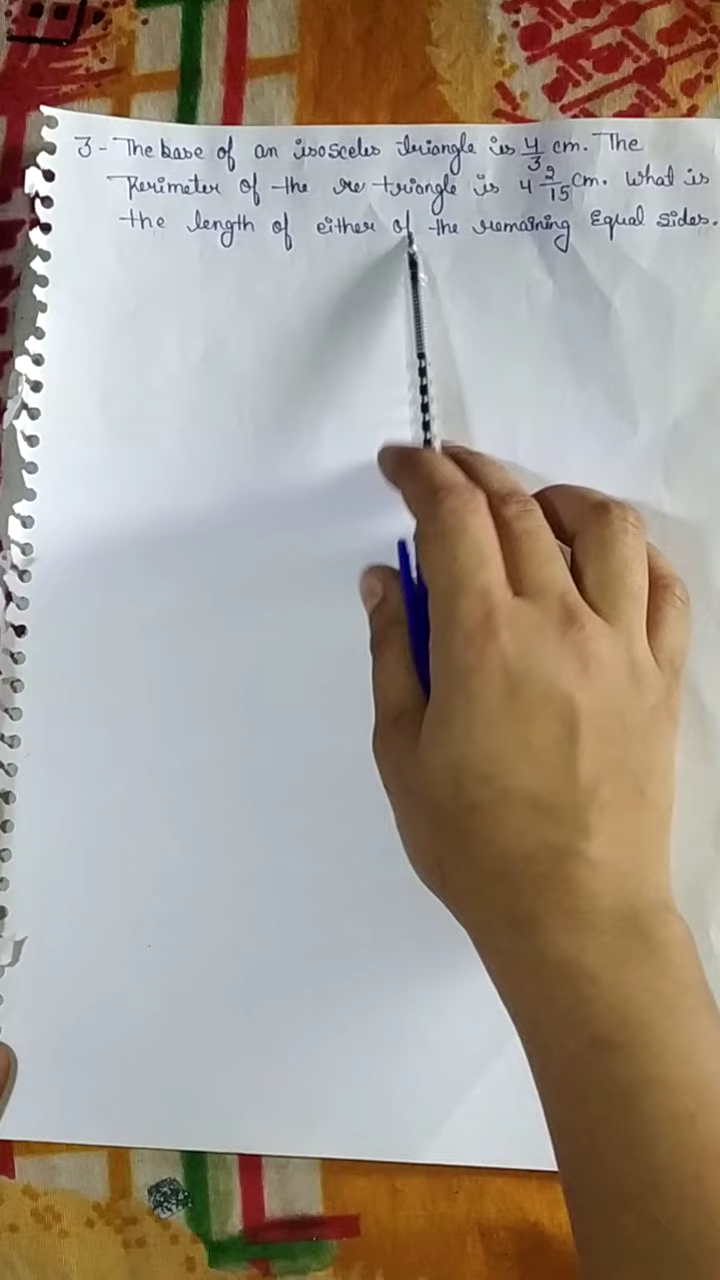 3- The base of an isosceles triangle is 4/3 cm. The
Perimeter of the re triangle is 4 2/15 cm. What is
the length of either of the remaining Equal sides.